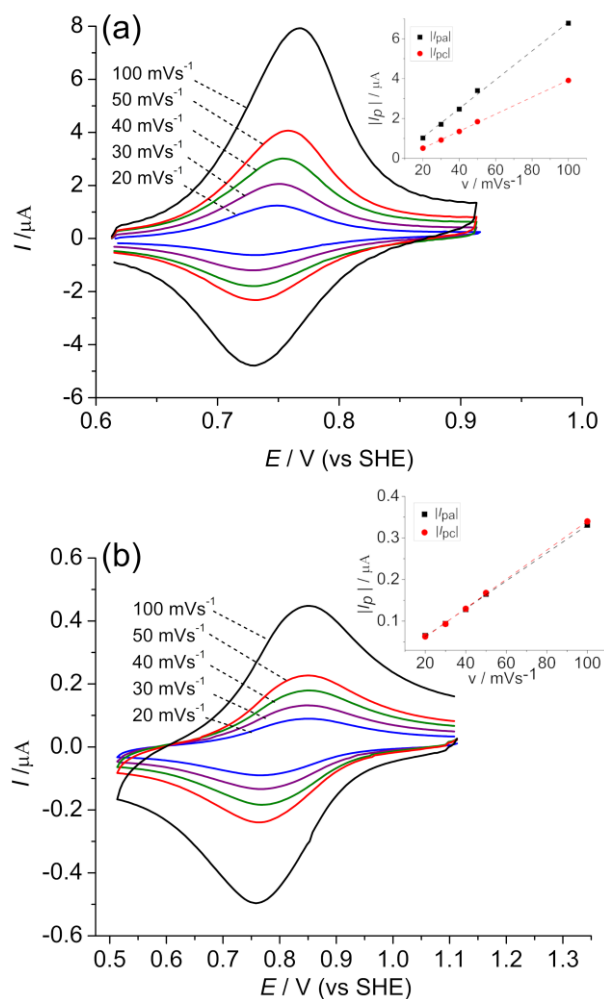 (a)
100 mVs⁻¹
50 mVs⁻¹
40 mVs⁻¹
30 mVs⁻¹
20 mVs⁻¹
8
6
4
2
0
-2
-4
-6
I /μA
0.6
0.7
0.8
0.9
1.0
E / V (vs SHE)
|Ipa|
|Ipc|
6
4
2
0
|Ip| / μA
20
40
60
80
100
v / mVs⁻¹
(b)
100 mVs⁻¹
50 mVs⁻¹
40 mVs⁻¹
30 mVs⁻¹
20 mVs⁻¹
0.6
0.4
0.2
0.0
-0.2
-0.4
-0.6
I /μA
0.5
0.6
0.7
0.8
0.9
1.0
1.1
1.2
1.3
E / V (vs SHE)
|Ipa|
|Ipc|
0.4
0.3
0.2
0.1
|Ip| / μA
20
40
60
80
100
v / mVs⁻¹